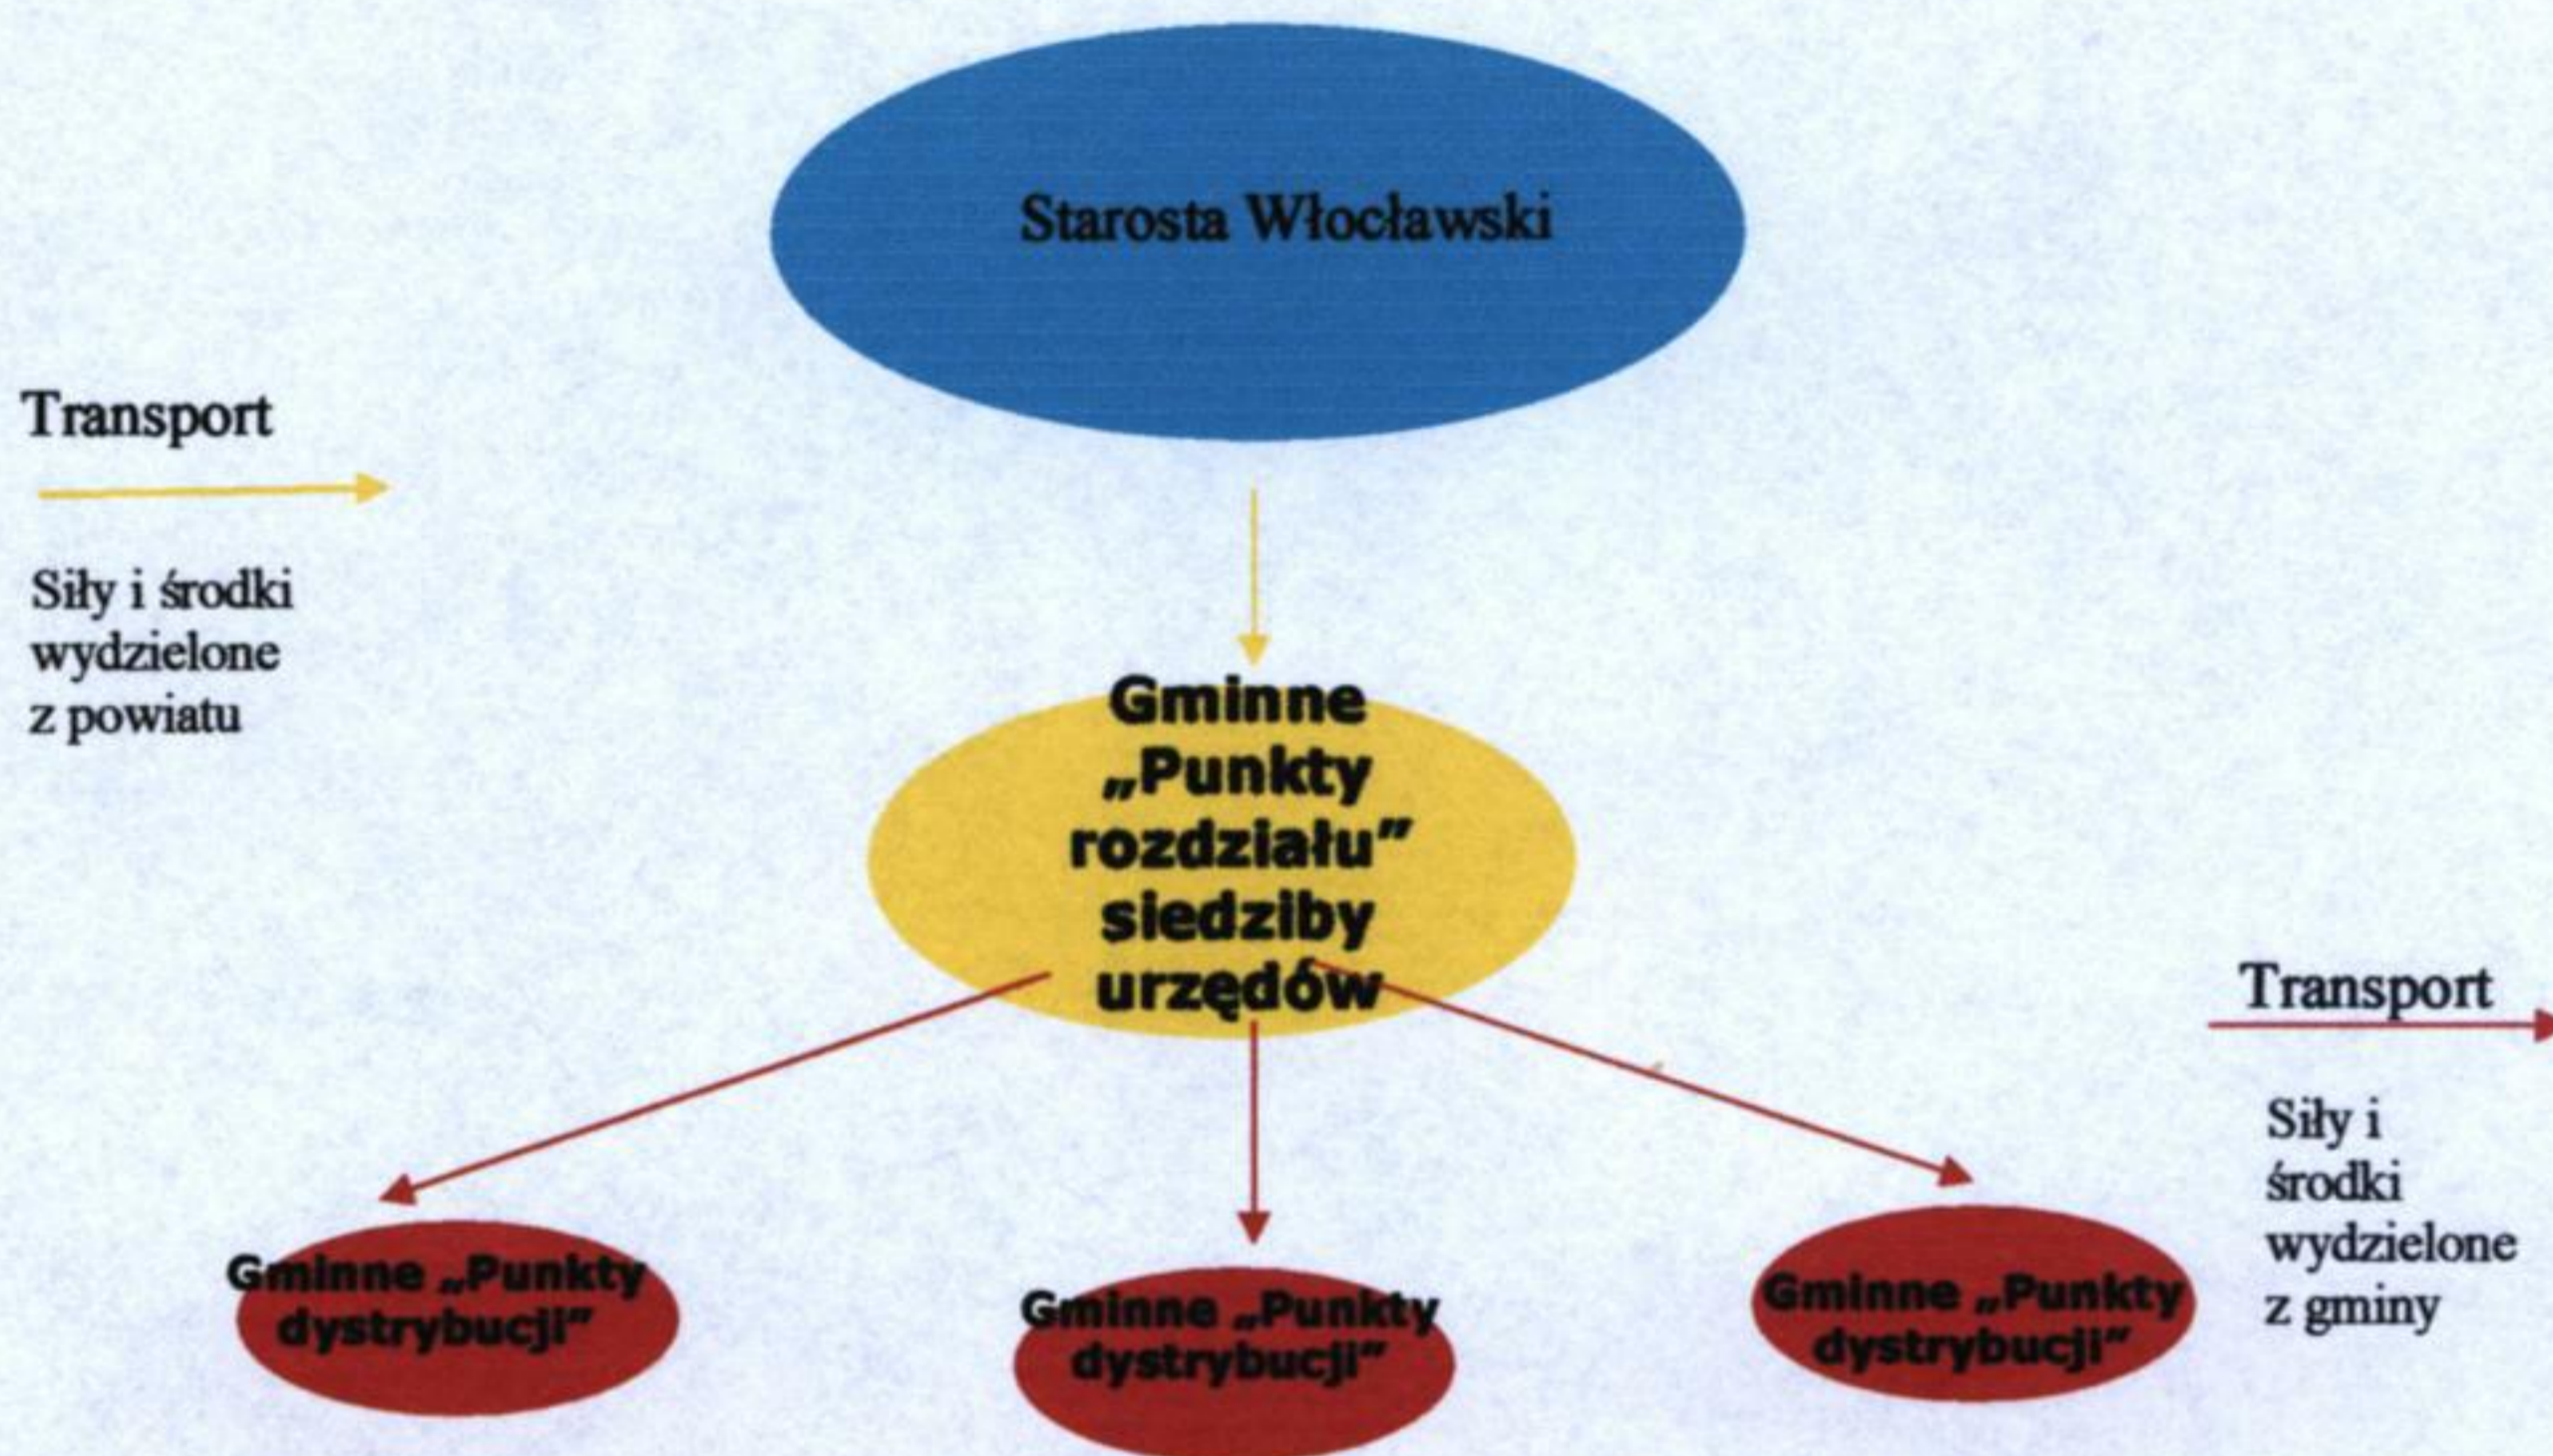 Starosta Włocławski
Transport
Siły i środki
wydzielone
z powiatu
Gminne
„Punkty
rozdziału”
siedziby
urzędów
Transport
Siły i
środki
wydzielone
z gminy
Gminne „Punkty
dystrybucji”
Gminne „Punkty
dystrybucji”
Gminne „Punkty
dystrybucji”